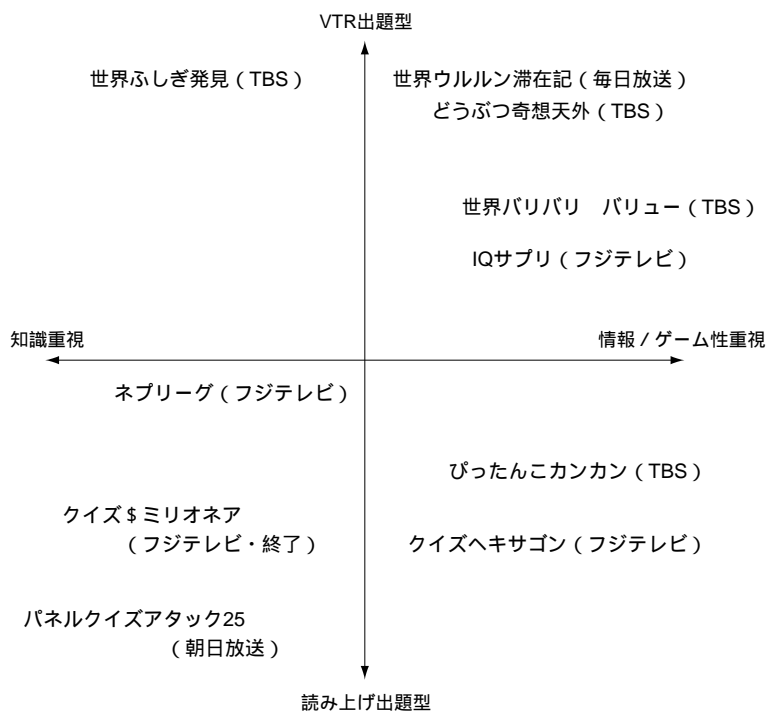 VTR出題型
世界ふしぎ発見（TBS）
世界ウルルン滞在記（毎日放送）
どうぶつ奇想天外（TBS）
世界バリバリ　バリュー（TBS）
IQサプリ（フジテレビ）
知識重視
情報／ゲーム性重視
ネプリーグ（フジテレビ）
ぴったんこカンカン（TBS）
クイズ＄ミリオネア
（フジテレビ・終了）
クイズヘキサゴン（フジテレビ）
パネルクイズアタック25
（朝日放送）
読み上げ出題型